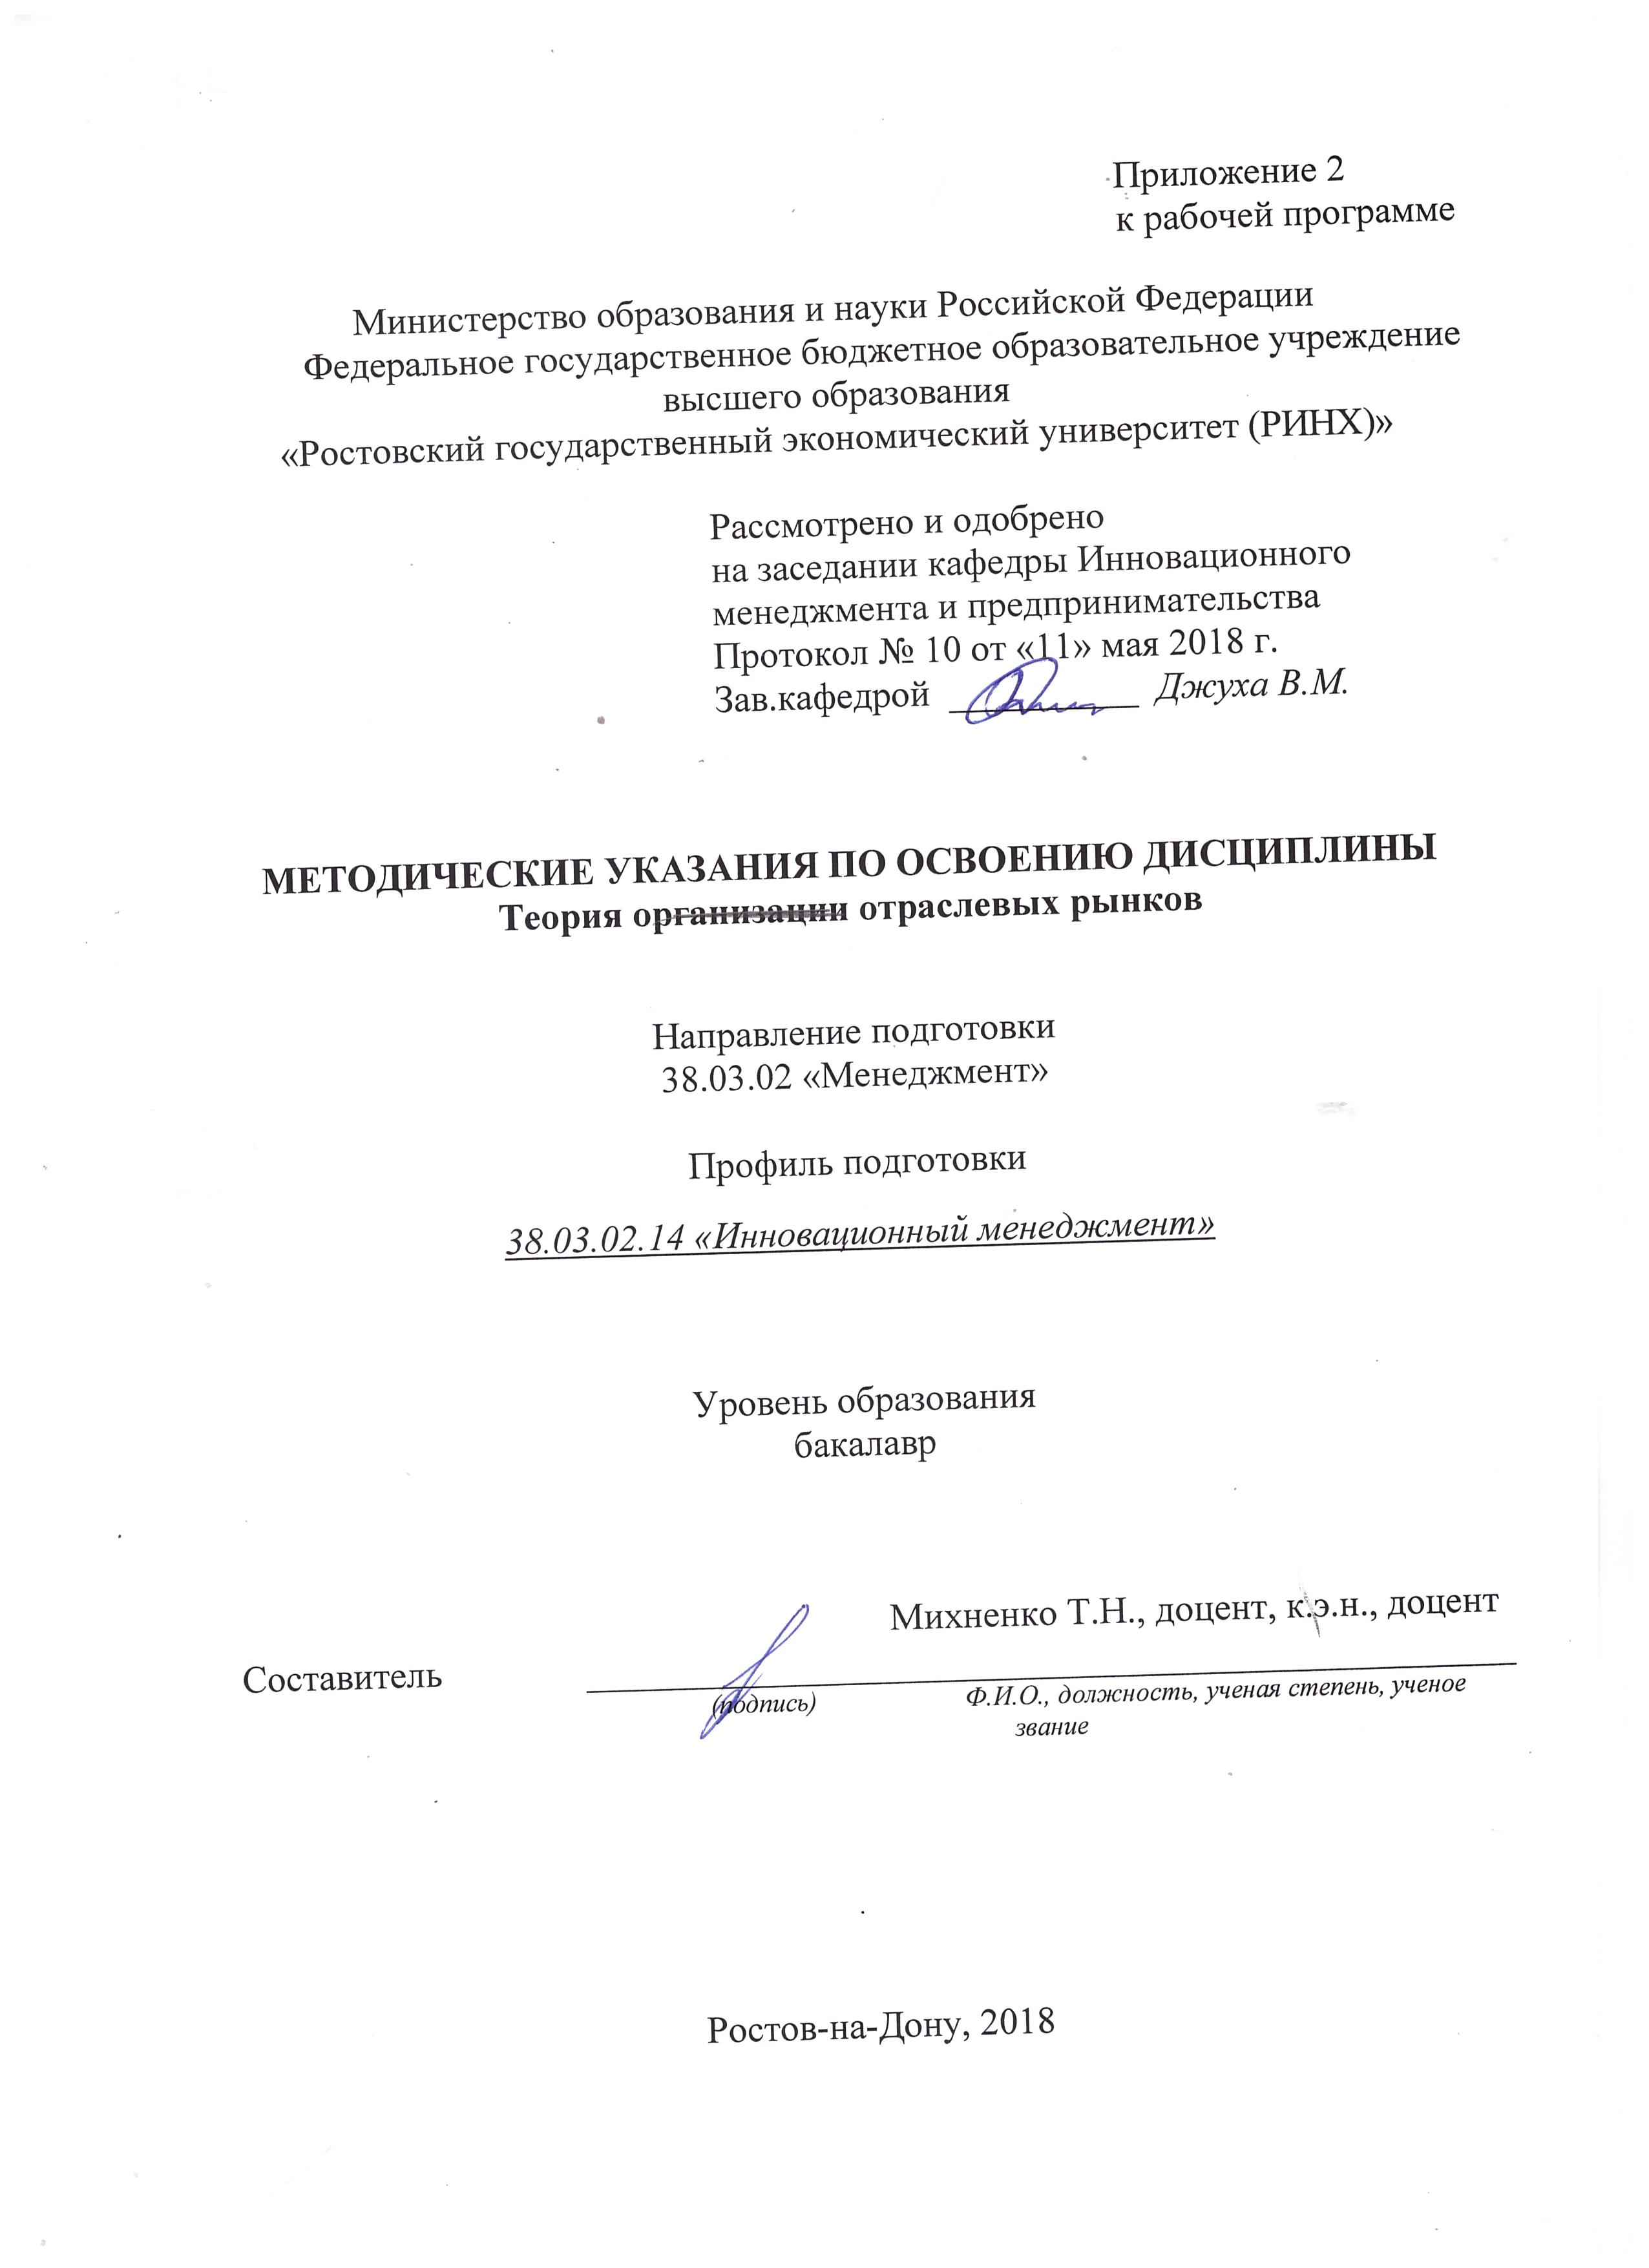 Приложение 2
к рабочей программе
Министерство образования и науки Российской Федерации
Федеральное государственное бюджетное образовательное учреждение
высшего образования
«Ростовский государственный экономический университет (РИНХ)»
Рассмотрено и одобрено
на заседании кафедры Инновационного
менеджмента и предпринимательства
Протокол № 10 от «11» мая 2018 г.
Зав.кафедрой __________ Джуха В.М.
МЕТОДИЧЕСКИЕ УКАЗАНИЯ ПО ОСВОЕНИЮ ДИСЦИПЛИНЫ
Теория организации отраслевых рынков
Направление подготовки
38.03.02 «Менеджмент»
Профиль подготовки
38.03.02.14 «Инновационный менеджмент»
Уровень образования
бакалавр
Михненко Т.Н., доцент, к.э.н., доцент
Составитель
(подпись) Ф.И.О., должность, ученая степень, ученое
звание
Ростов-на-Дону, 2018